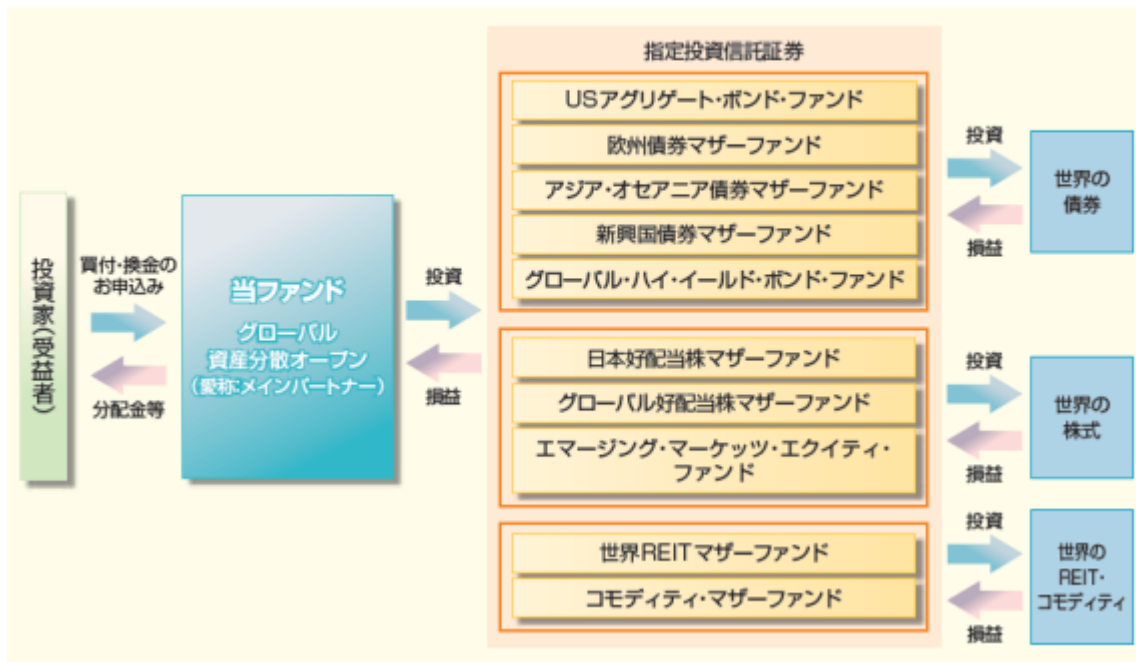 投資家(受益者)
買付・換金の
お申込み
分配金等
当ファンド
グローバル
資産分散オープン
(愛称:メインパートナー)
投資
損益
指定投資信託証券
USアグリゲート・ボンド・ファンド
欧州債券マザーファンド
アジア・オセアニア債券マザーファンド
新興国債券マザーファンド
グローバル・ハイ・イールド・ボンド・ファンド
投資
損益
世界の
債券
日本好配当株マザーファンド
グローバル好配当株マザーファンド
エマージング・マーケッツ・エクイティ・
ファンド
投資
損益
世界の
株式
世界REITマザーファンド
コモディティ・マザーファンド
投資
損益
世界の
REIT・
コモディティ